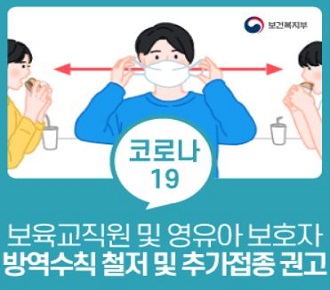 보건복지부
코로나
19
보육교직원 및 영유아 보호자
방역수칙 철저 및 추가접종 권고